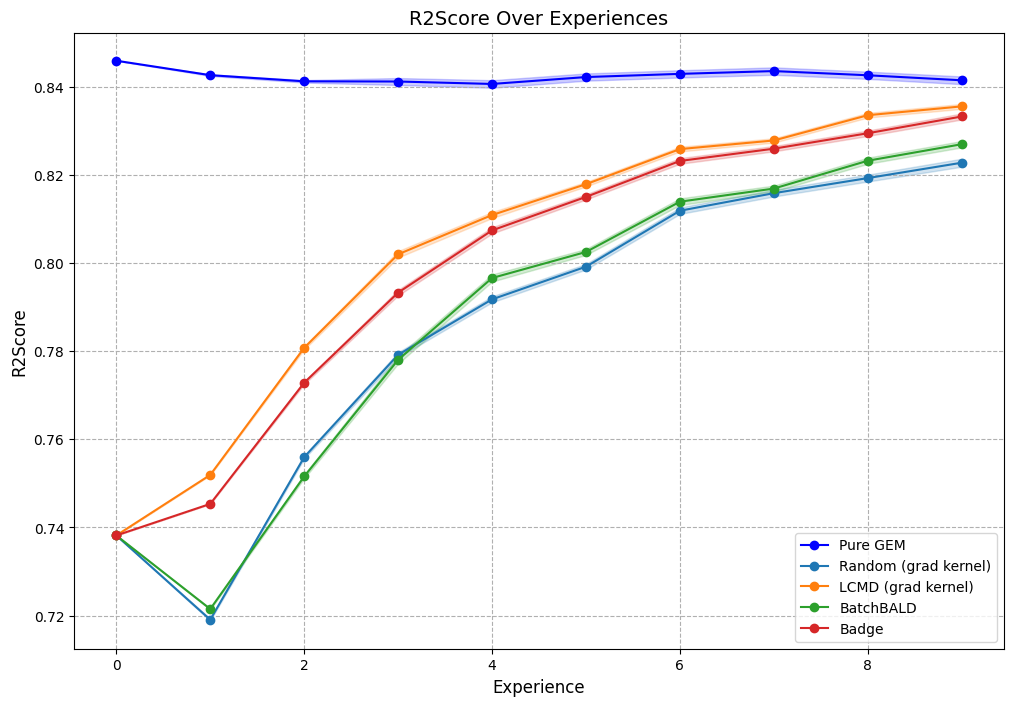 R2Score Over Experiences
R2Score
0.84
0.82
0.80
0.78
0.76
0.74
0.72
0
2
4
6
8
Experience
Pure GEM
Random (grad kernel)
LCMD (grad kernel)
BatchBALD
Badge